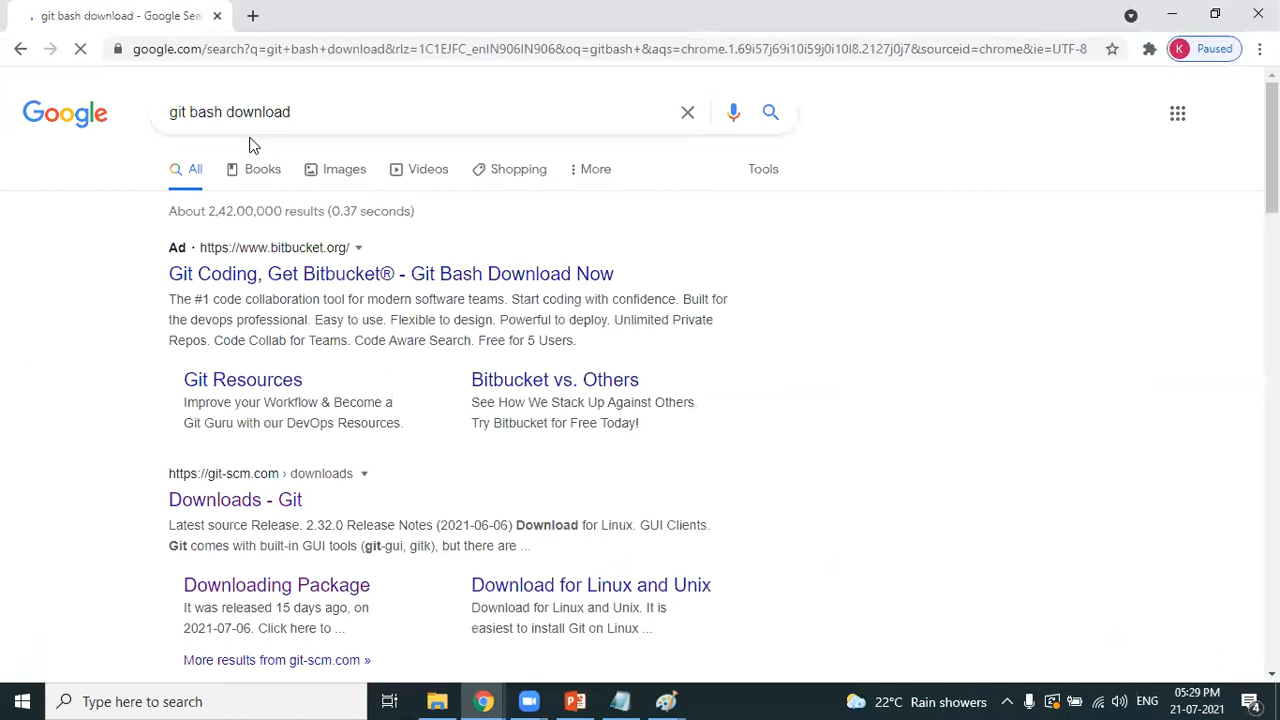 git bash download - Google Sea
google.com/search?q=git+bash+download&rlz=1C1EJFC_enIN906IN906&oq=gitbash+&aqs=chrome.1.69i57j69i10i59j0i10l8.2127j0j7&sourceid=chrome&ie=UTF-8
K Paused
Google
git bash download
All Books Images Videos Shopping More Tools
About 2,42,00,000 results (0.37 seconds)
Ad · https://www.bitbucket.org/
Git Coding, Get Bitbucket® - Git Bash Download Now
The #1 code collaboration tool for modern software teams. Start coding with confidence. Built for
the devops professional. Easy to use. Flexible to design. Powerful to deploy. Unlimited Private
Repos. Code Collab for Teams. Code Aware Search. Free for 5 Users.
Git Resources
Improve your Workflow & Become a
Git Guru with our DevOps Resources.
Bitbucket vs. Others
See How We Stack Up Against Others.
Try Bitbucket for Free Today!
https://git-scm.com › downloads
Downloads - Git
Latest source Release. 2.32.0 Release Notes (2021-06-06) Download for Linux. GUI Clients.
Git comes with built-in GUI tools (git-gui, gitk), but there are ...
Downloading Package
It was released 15 days ago, on
2021-07-06. Click here to ...
Download for Linux and Unix
Download for Linux and Unix. It is
easiest to install Git on Linux ...
More results from git-scm.com »
Type here to search
22°C Rain showers
ENG
05:29 PM
21-07-2021
4